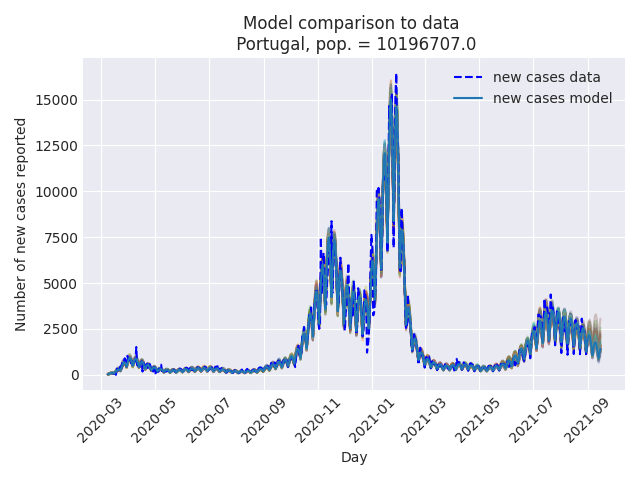 Model comparison to data
Portugal, pop. = 10196707.0
new cases data
new cases model
Number of new cases reported
15000
12500
10000
7500
5000
2500
0
2020-03
2020-05
2020-07
2020-09
2020-11
2021-01
2021-03
2021-05
2021-07
2021-09
Day